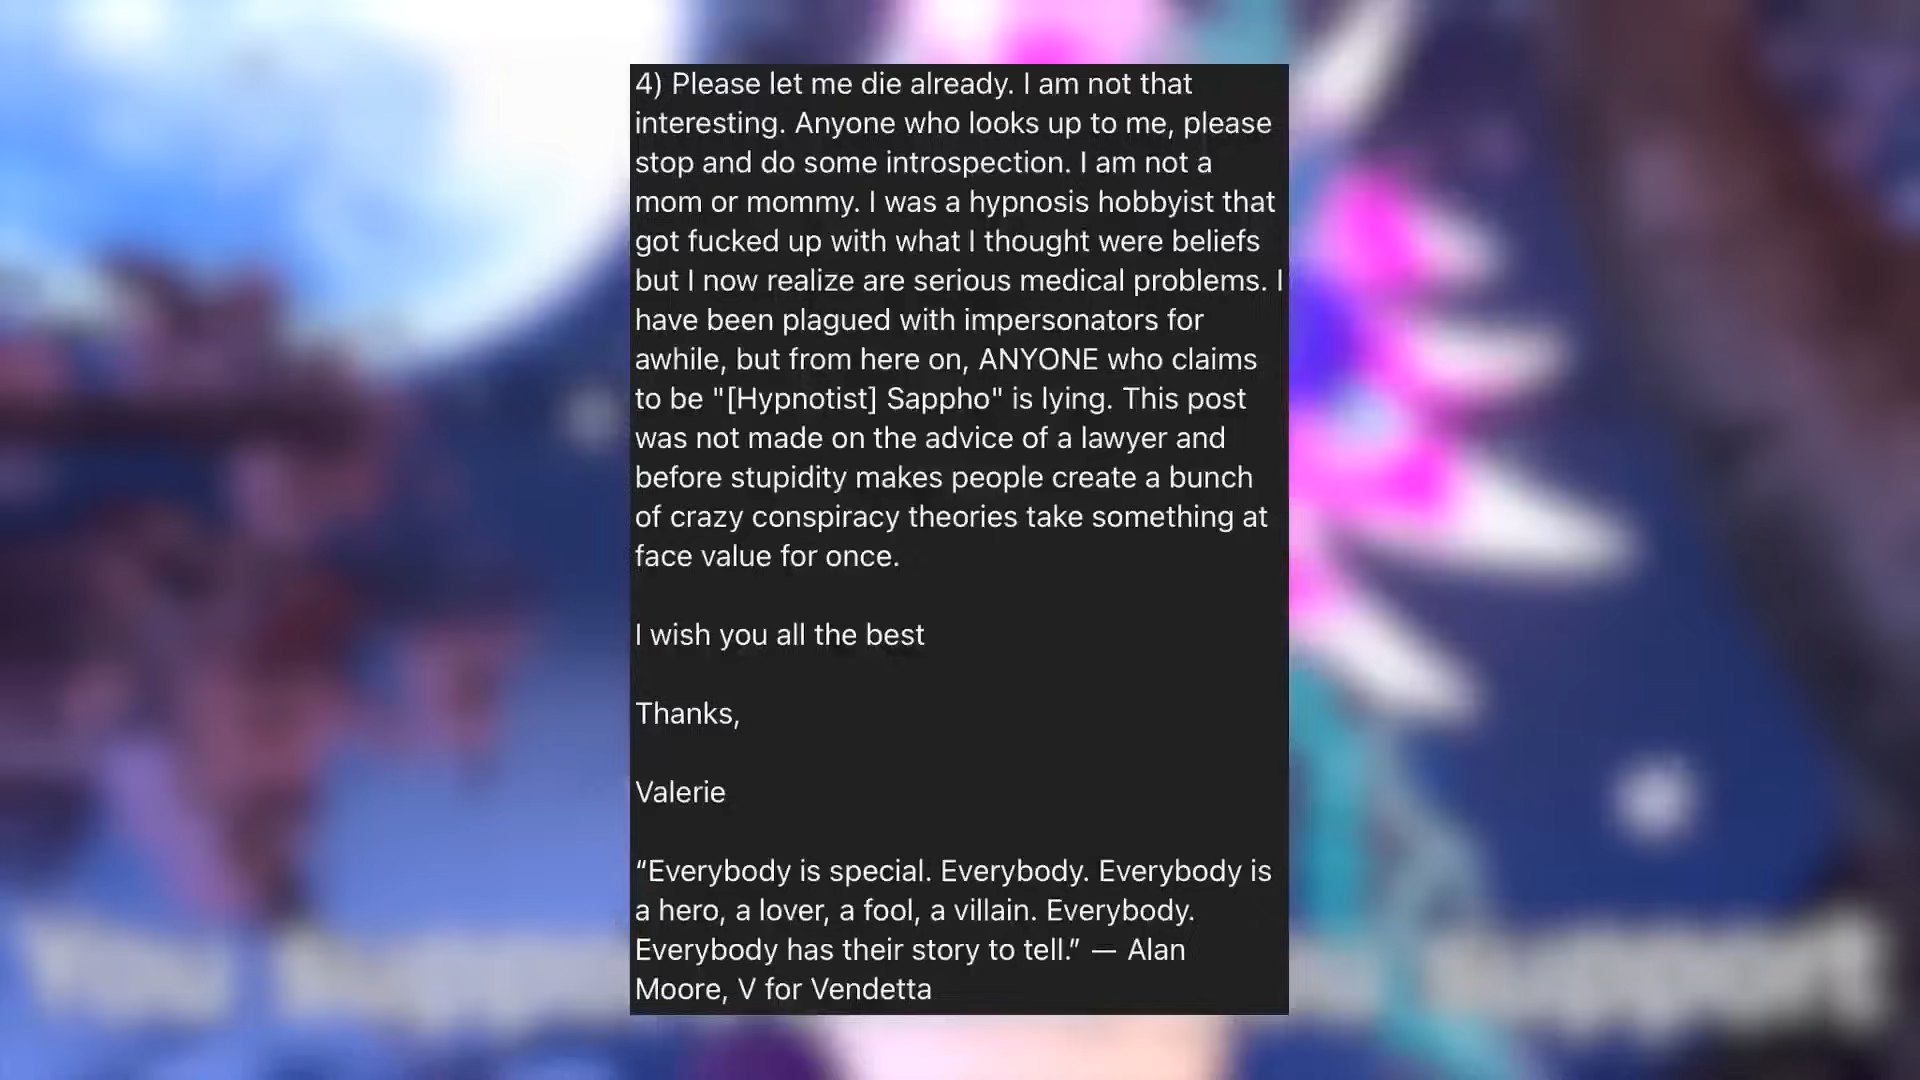 4) Please let me die already. I am not that
interesting. Anyone who looks up to me, please
stop and do some introspection. I am not a
mom or mommy. I was a hypnosis hobbyist that
got fucked up with what I thought were beliefs
but I now realize are serious medical problems. I
have been plagued with impersonators for
awhile, but from here on, ANYONE who claims
to be "[Hypnotist] Sappho" is lying. This post
was not made on the advice of a lawyer and
before stupidity makes people create a bunch
of crazy conspiracy theories take something at
face value for once.
I wish you all the best
Thanks,
Valerie
“Everybody is special. Everybody. Everybody is
a hero, a lover, a fool, a villain. Everybody.
Everybody has their story to tell.” — Alan
Moore, V for Vendetta